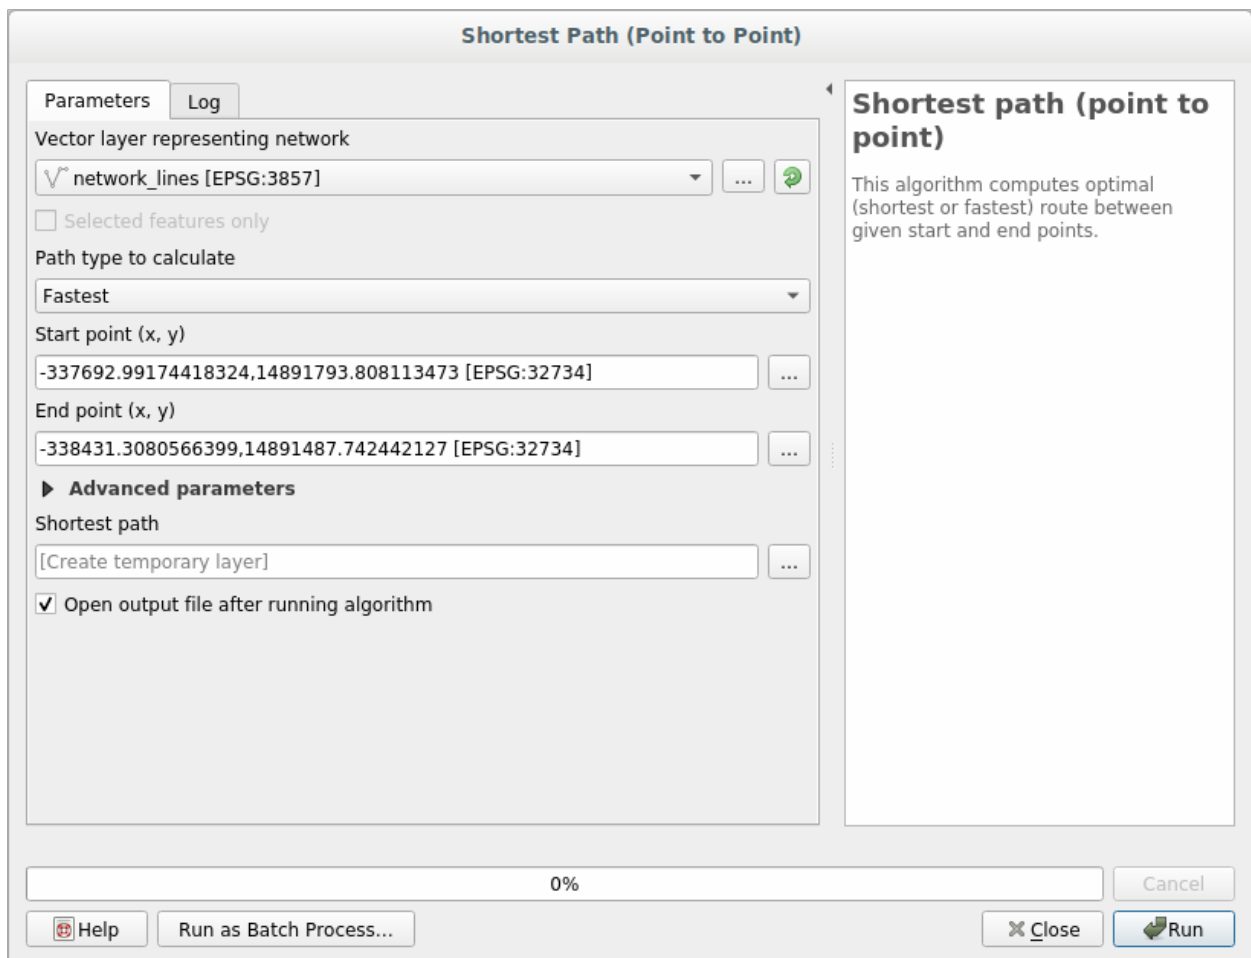 Shortest Path (Point to Point)
Parameters
Log
Vector layer representing network
network_lines [EPSG:3857]
...
Selected features only
Path type to calculate
Fastest
Start point (x, y)
-337692.99174418324,14891793.808113473 [EPSG:32734]
...
End point (x, y)
-338431.3080566399,14891487.742442127 [EPSG:32734]
...
Advanced parameters
Shortest path
[Create temporary layer]
...
Open output file after running algorithm
Shortest path (point to
point)
This algorithm computes optimal
(shortest or fastest) route between
given start and end points.
0%
Cancel
Help
Run as Batch Process...
Close
Run